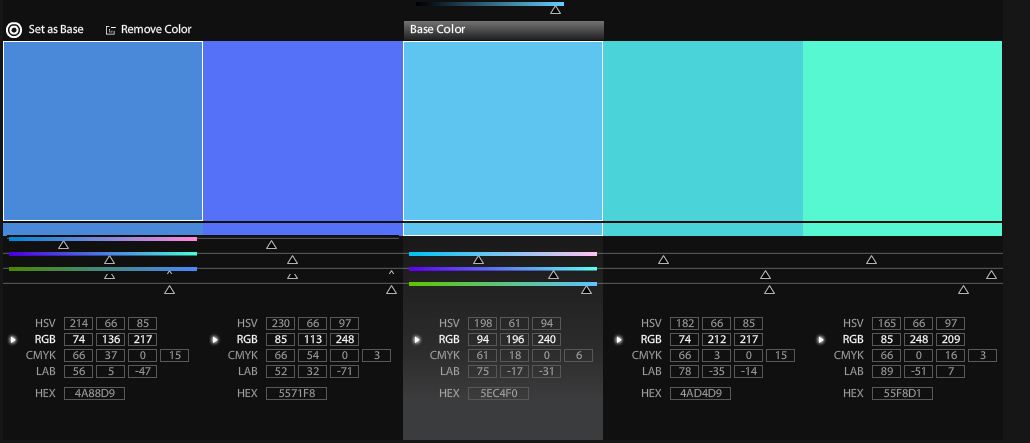 Set as Base Remove Color Base Color
HSV 214 66 85 HSV 230 66 97 HSV 198 61 94 HSV 182 66 85 HSV 165 66 97
RGB 74 136 217 RGB 85 113 248 RGB 94 196 240 RGB 74 212 217 RGB 85 248 209
CMYK 66 37 0 15 CMYK 66 54 0 3 CMYK 61 18 0 6 CMYK 66 3 0 15 CMYK 66 0 16 3
LAB 56 5 -47 LAB 52 32 -71 LAB 75 -17 -31 LAB 78 -35 -14 LAB 89 -51 7
HEX 4A88D9 HEX 5571F8 HEX 5EC4F0 HEX 4AD4D9 HEX 55F8D1